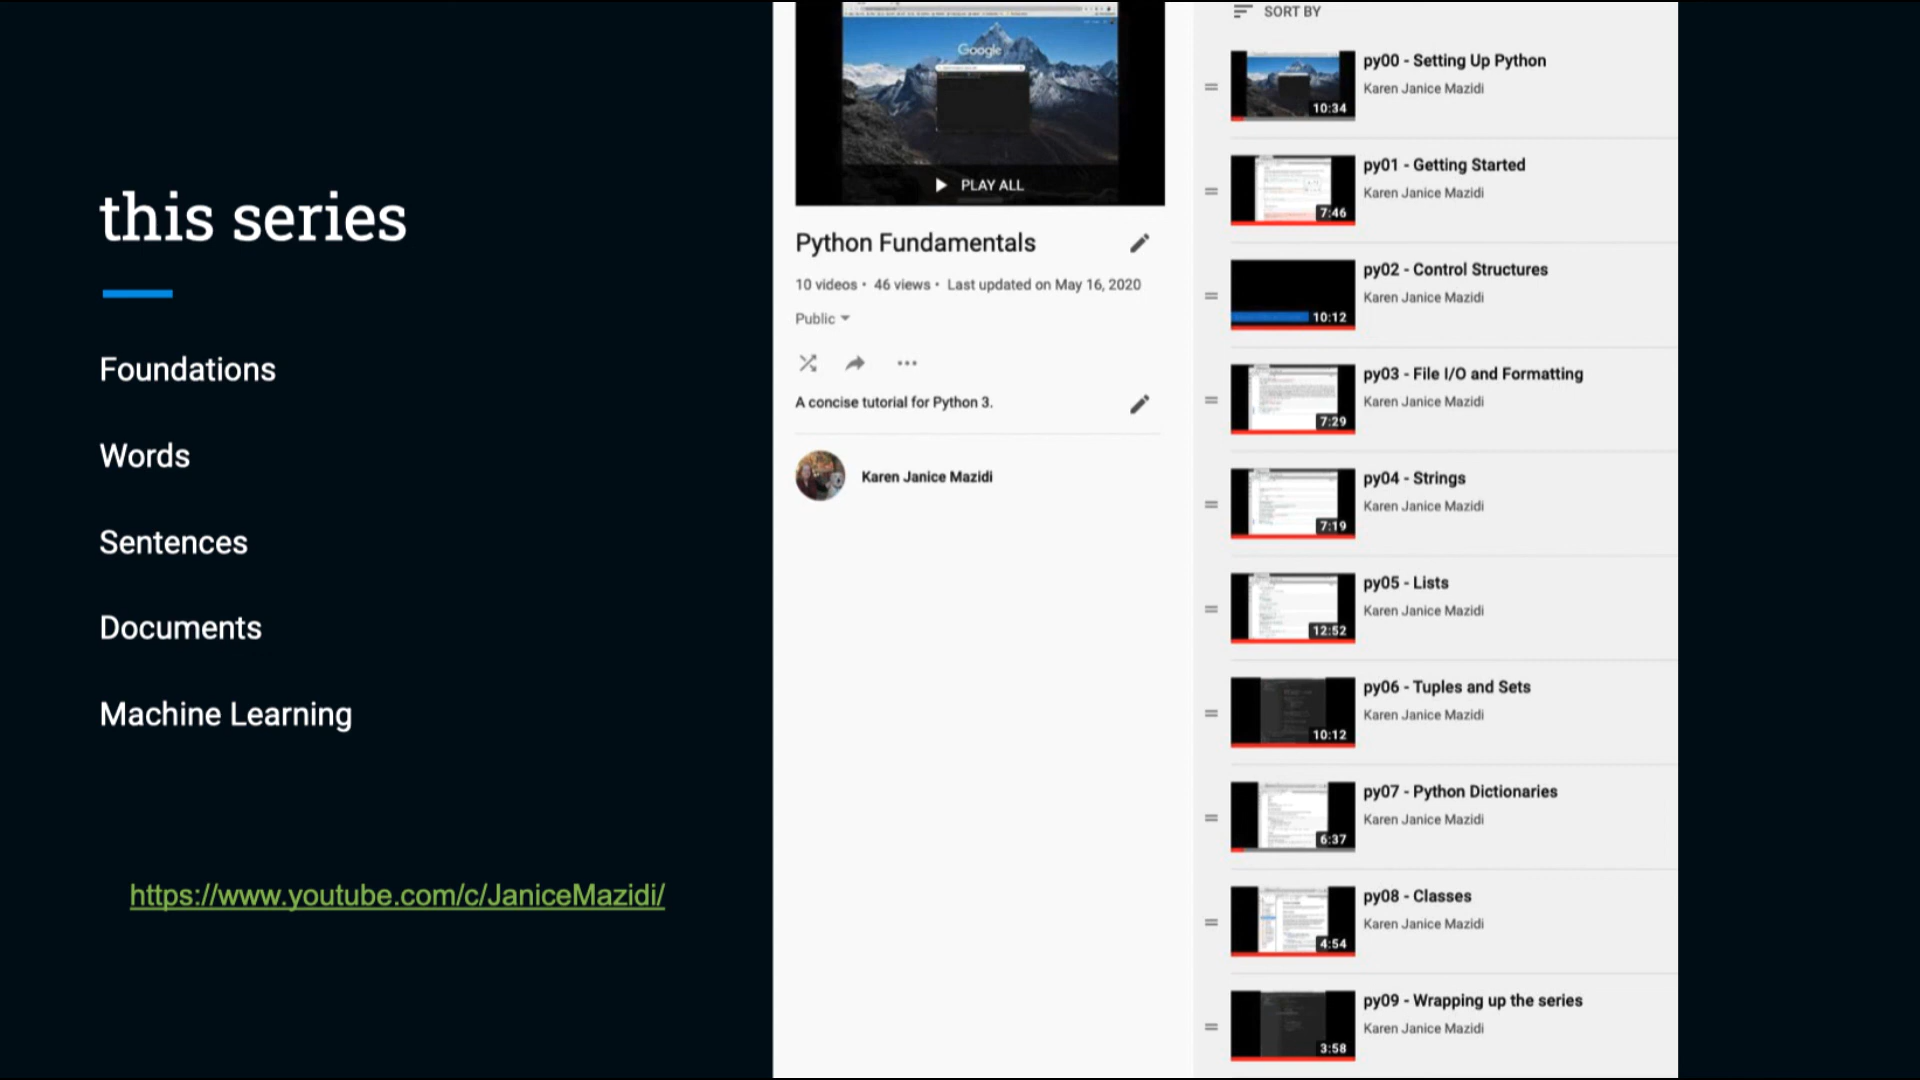 this series
Foundations
Words
Sentences
Documents
Machine Learning
https://www.youtube.com/c/JaniceMazidi/
Google
PLAY ALL
Python Fundamentals
10 videos • 46 views • Last updated on May 16, 2020
Public
A concise tutorial for Python 3.
Karen Janice Mazidi
SORT BY
py00 - Setting Up Python
Karen Janice Mazidi
10:34
py01 - Getting Started
Karen Janice Mazidi
7:46
py02 - Control Structures
Karen Janice Mazidi
10:12
py03 - File I/O and Formatting
Karen Janice Mazidi
7:29
py04 - Strings
Karen Janice Mazidi
7:19
py05 - Lists
Karen Janice Mazidi
12:52
py06 - Tuples and Sets
Karen Janice Mazidi
10:12
py07 - Python Dictionaries
Karen Janice Mazidi
6:37
py08 - Classes
Karen Janice Mazidi
4:54
py09 - Wrapping up the series
Karen Janice Mazidi
3:58